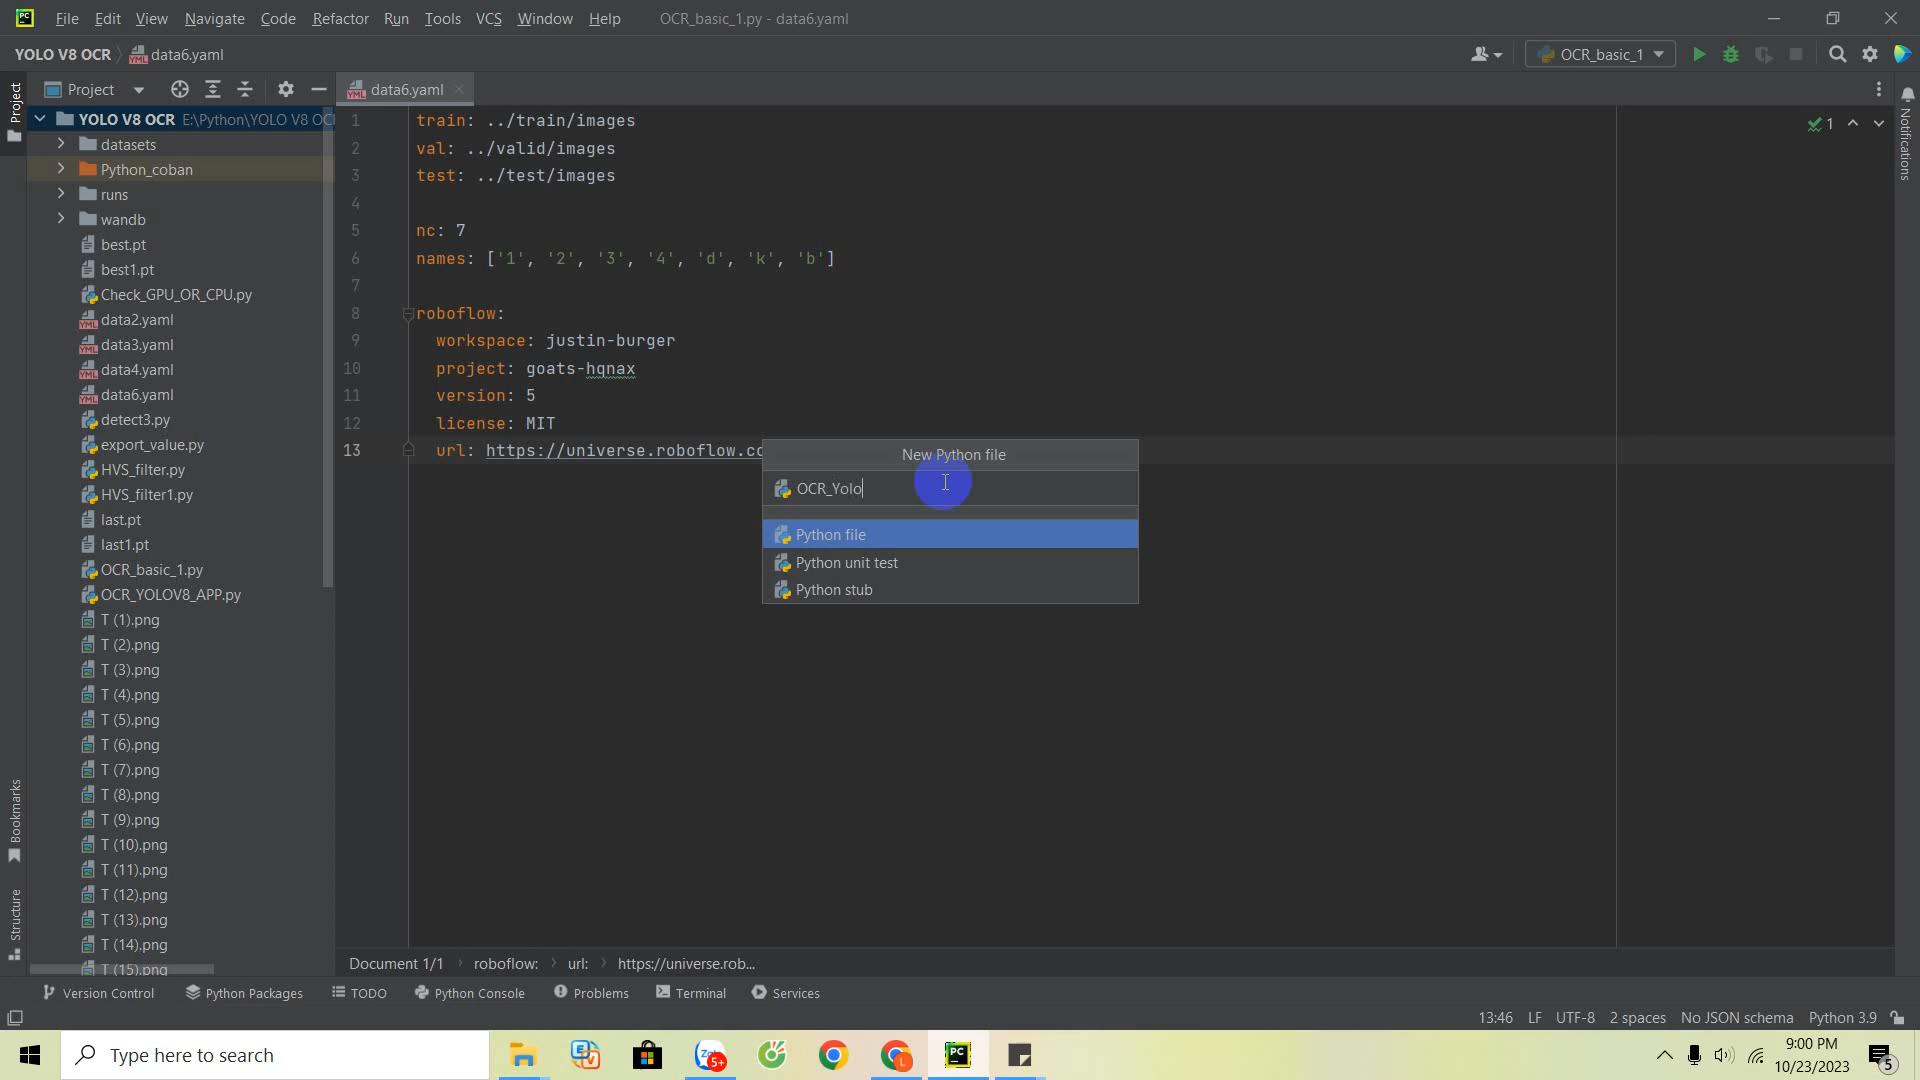 File Edit View Navigate Code Refactor Run Tools VCS Window Help OCR_basic_1.py - data6.yaml
YOLO V8 OCR data6.yaml OCR_basic_1
Project data6.yaml
Project
YOLO V8 OCR E:\Python\YOLO V8 OCR
datasets
Python_coban
runs
wandb
best.pt
best1.pt
Check_GPU_OR_CPU.py
data2.yaml
data3.yaml
data4.yaml
data6.yaml
detect3.py
export_value.py
HVS_filter.py
HVS_filter1.py
last.pt
last1.pt
OCR_basic_1.py
OCR_YOLOV8_APP.py
T (1).png
T (2).png
T (3).png
T (4).png
T (5).png
T (6).png
T (7).png
T (8).png
T (9).png
T (10).png
T (11).png
T (12).png
T (13).png
T (14).png
T (15).png
1 train: ../train/images
2 val: ../valid/images
3 test: ../test/images
4
5 nc: 7
6 names: ['1', '2', '3', '4', 'd', 'k', 'b']
7
8 roboflow:
9 workspace: justin-burger
10 project: goats-hqnax
11 version: 5
12 license: MIT
13 url: https://universe.roboflow.co
1
Notifications
New Python file
OCR_Yolo
Python file
Python unit test
Python stub
Bookmarks
Structure
Document 1/1 roboflow: url: https://universe.rob...
Version Control Python Packages TODO Python Console Problems Terminal Services
13:46 LF UTF-8 2 spaces No JSON schema Python 3.9
Type here to search
5+
PC
9:00 PM
10/23/2023
5